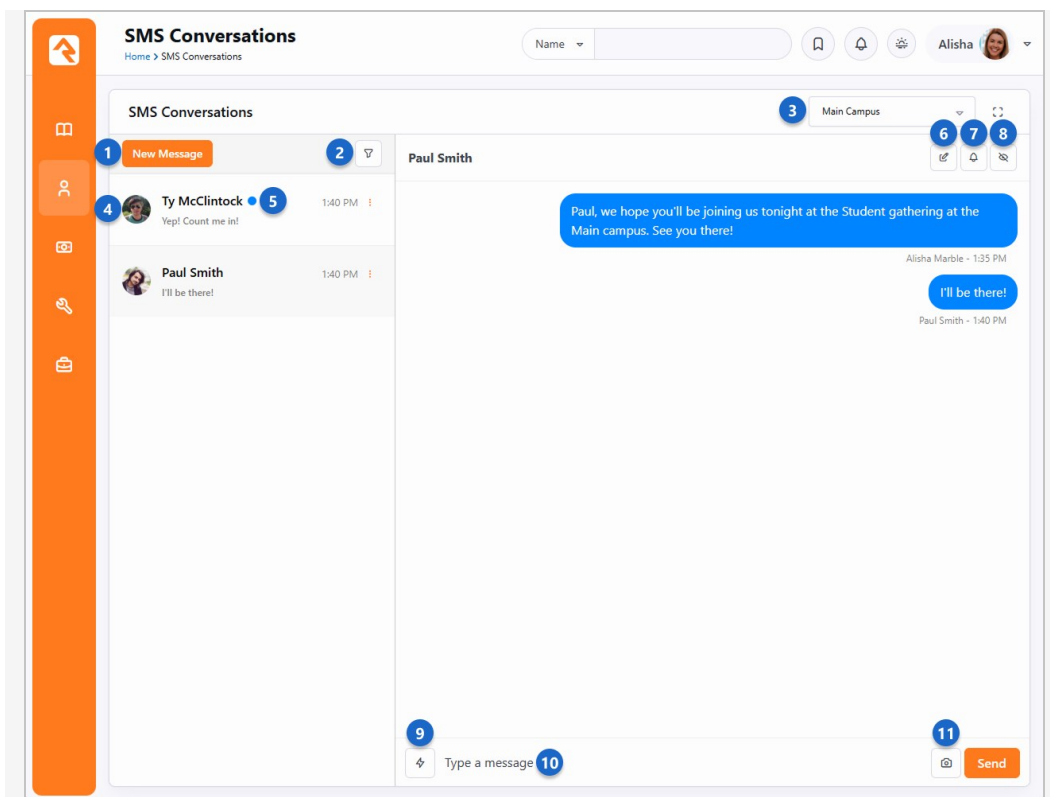 SMS Conversations
Home > SMS Conversations
Name
Alisha
SMS Conversations
3
Main Campus
1
New Message
2
Paul Smith
6
7
8
4
Ty McClintock
5
1:40 PM
Yep! Count me in!
Paul Smith
1:40 PM
I'll be there!
Paul, we hope you'll be joining us tonight at the Student gathering at the
Main campus. See you there!
Alisha Marble - 1:35 PM
I'll be there!
Paul Smith - 1:40 PM
9
Type a message
10
11
Send